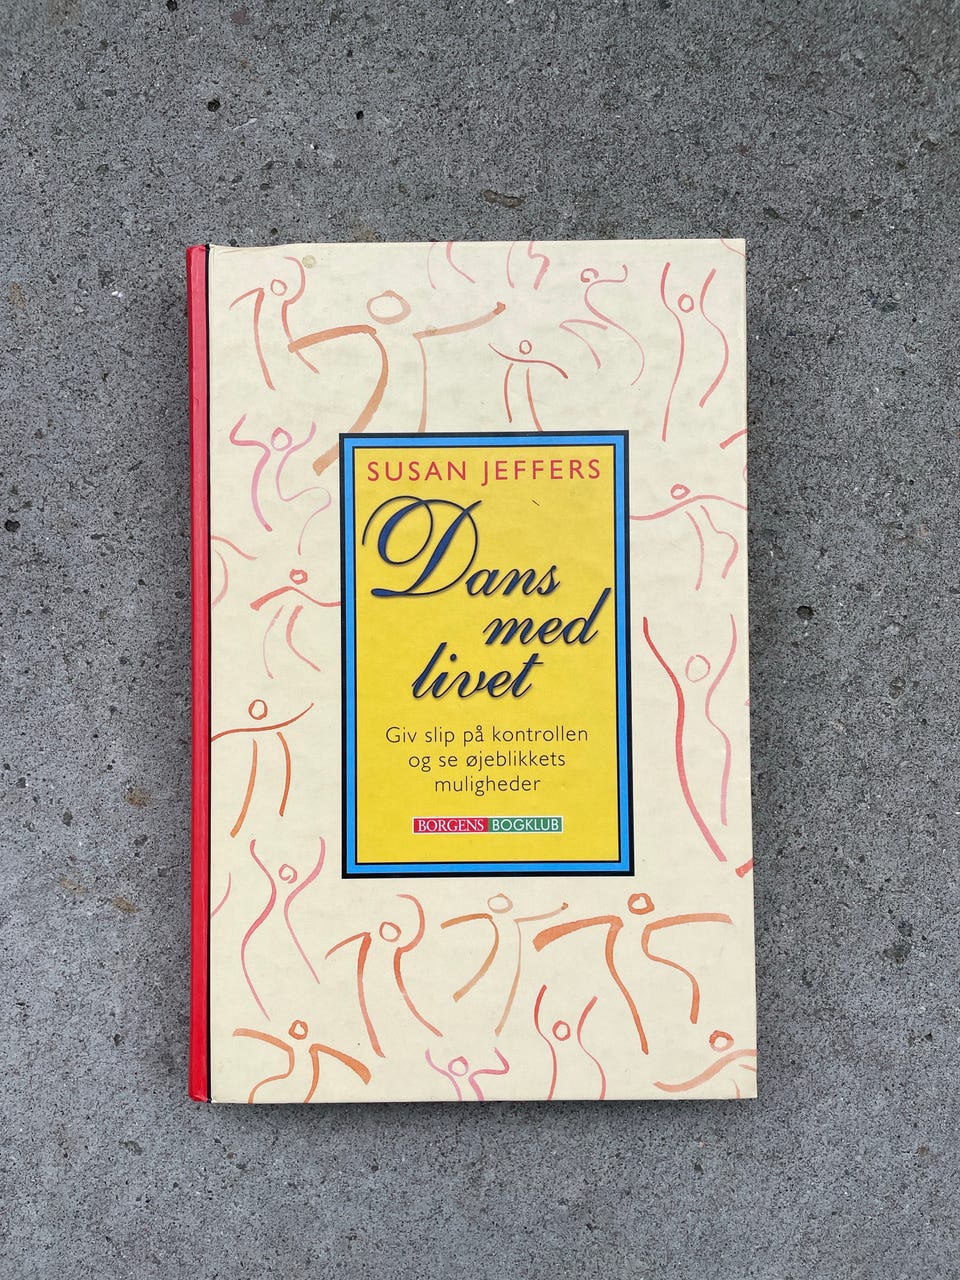 SUSAN JEFFERS
Dans
med
livet
Giv slip på kontrollen
og se øjeblikkets
muligheder
BORGENS BOGKLUB